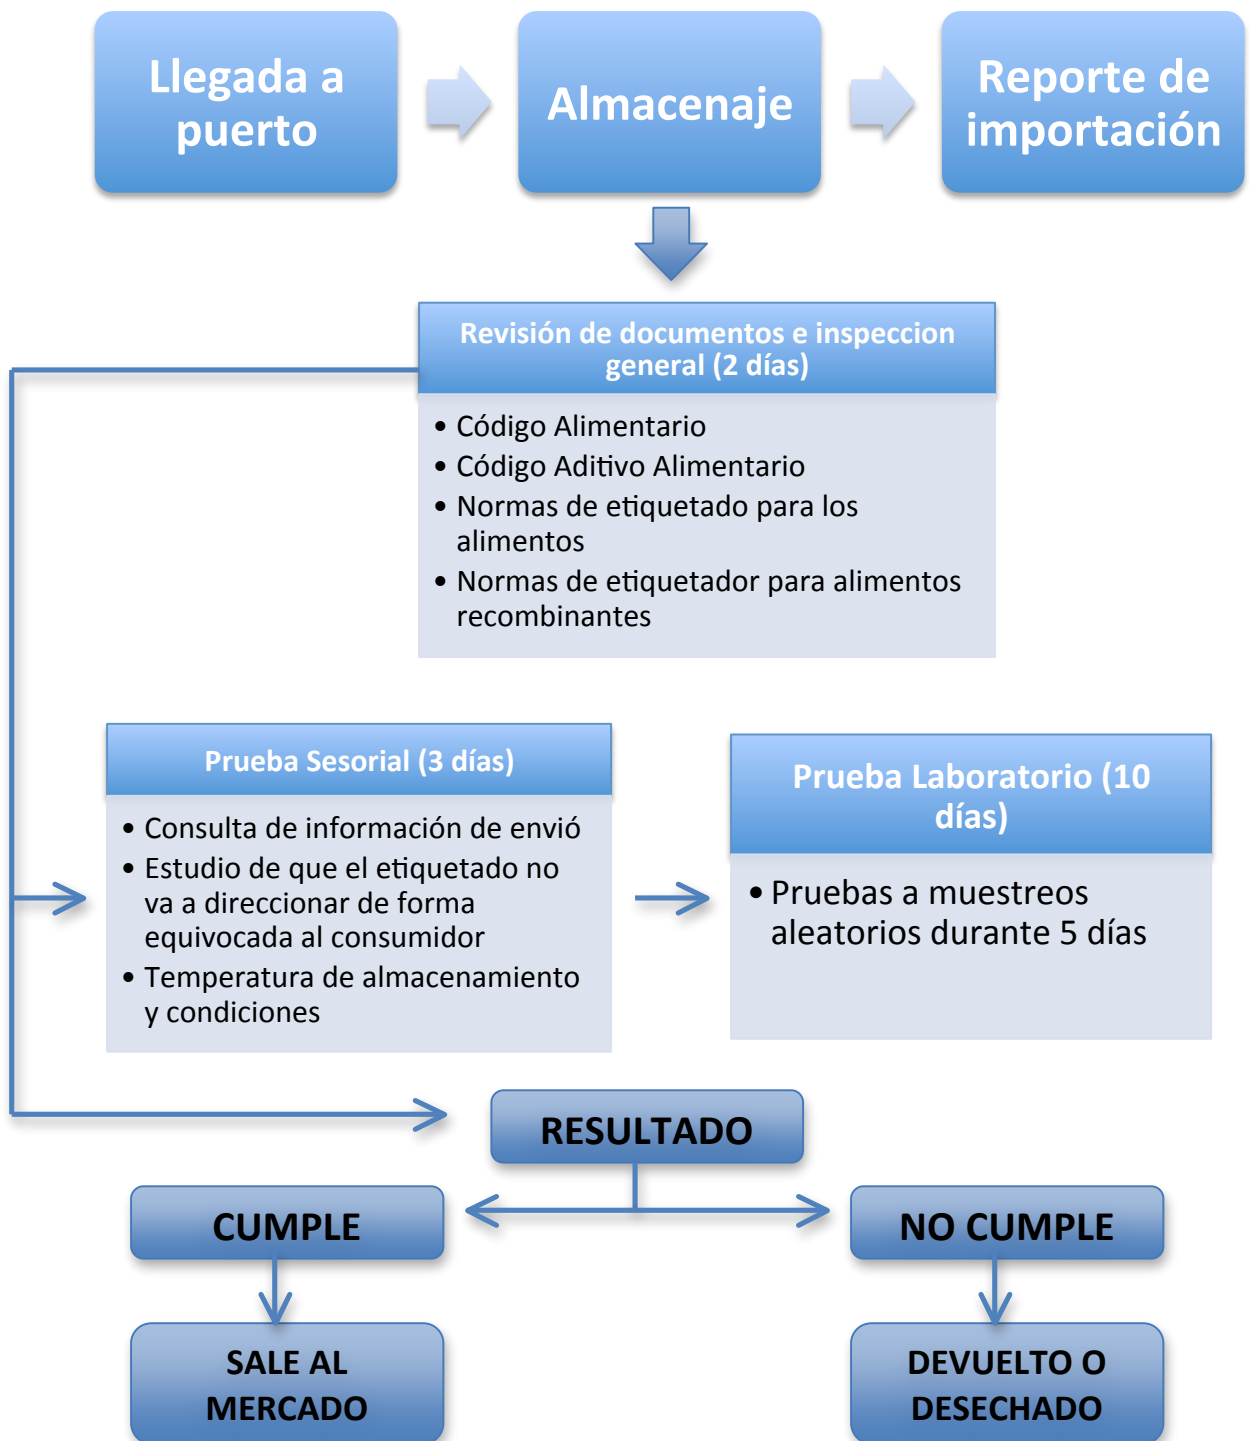 Llegada a
puerto
Almacenaje
Reporte de
importación
Revisión de documentos e inspeccion
general (2 días)
• Código Alimentario
• Código Aditivo Alimentario
• Normas de etiquetado para los
alimentos
• Normas de etiquetador para alimentos
recombinantes
Prueba Sesorial (3 días)
• Consulta de información de envió
• Estudio de que el etiquetado no
va a direccionar de forma
equivocada al consumidor
• Temperatura de almacenamiento
y condiciones
Prueba Laboratorio (10
días)
• Pruebas a muestreos
aleatorios durante 5 días
RESULTADO
CUMPLE
NO CUMPLE
SALE AL
MERCADO
DEVUELTO O
DESECHADO